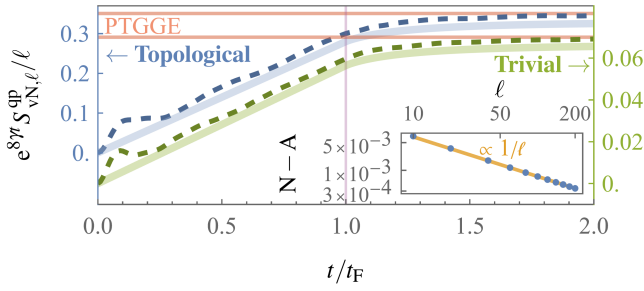 PTGGE
← Topological
Trivial →
e^{8γt} S^{qp}_{vN,ℓ}/ℓ
0.3
0.2
0.1
0.
0.06
0.04
0.02
0.
ℓ
10 50 200
N – A
5×10⁻³
1×10⁻³
3×10⁻⁴
∝ 1/ℓ
0.0 0.5 1.0 1.5 2.0
t/t_F